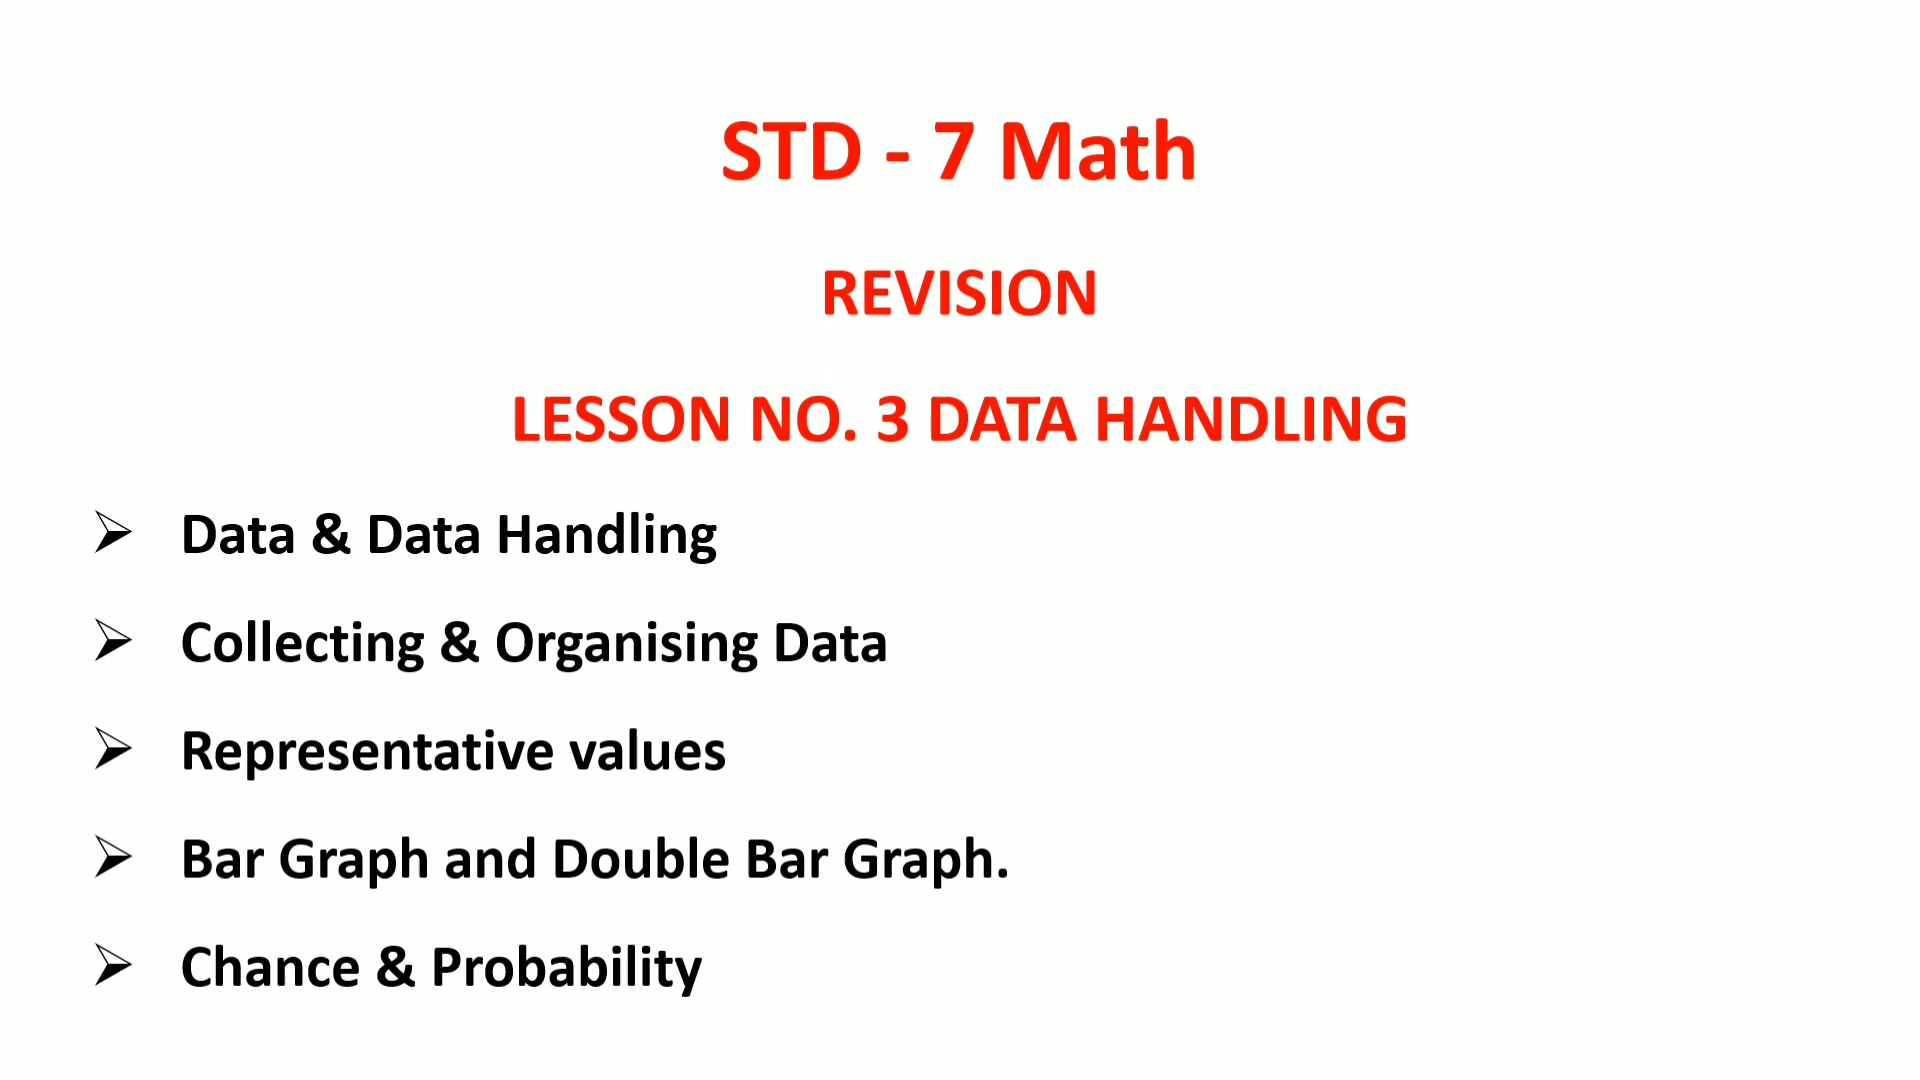 STD - 7 Math
REVISION
LESSON NO. 3 DATA HANDLING
➢ Data & Data Handling
➢ Collecting & Organising Data
➢ Representative values
➢ Bar Graph and Double Bar Graph.
➢ Chance & Probability